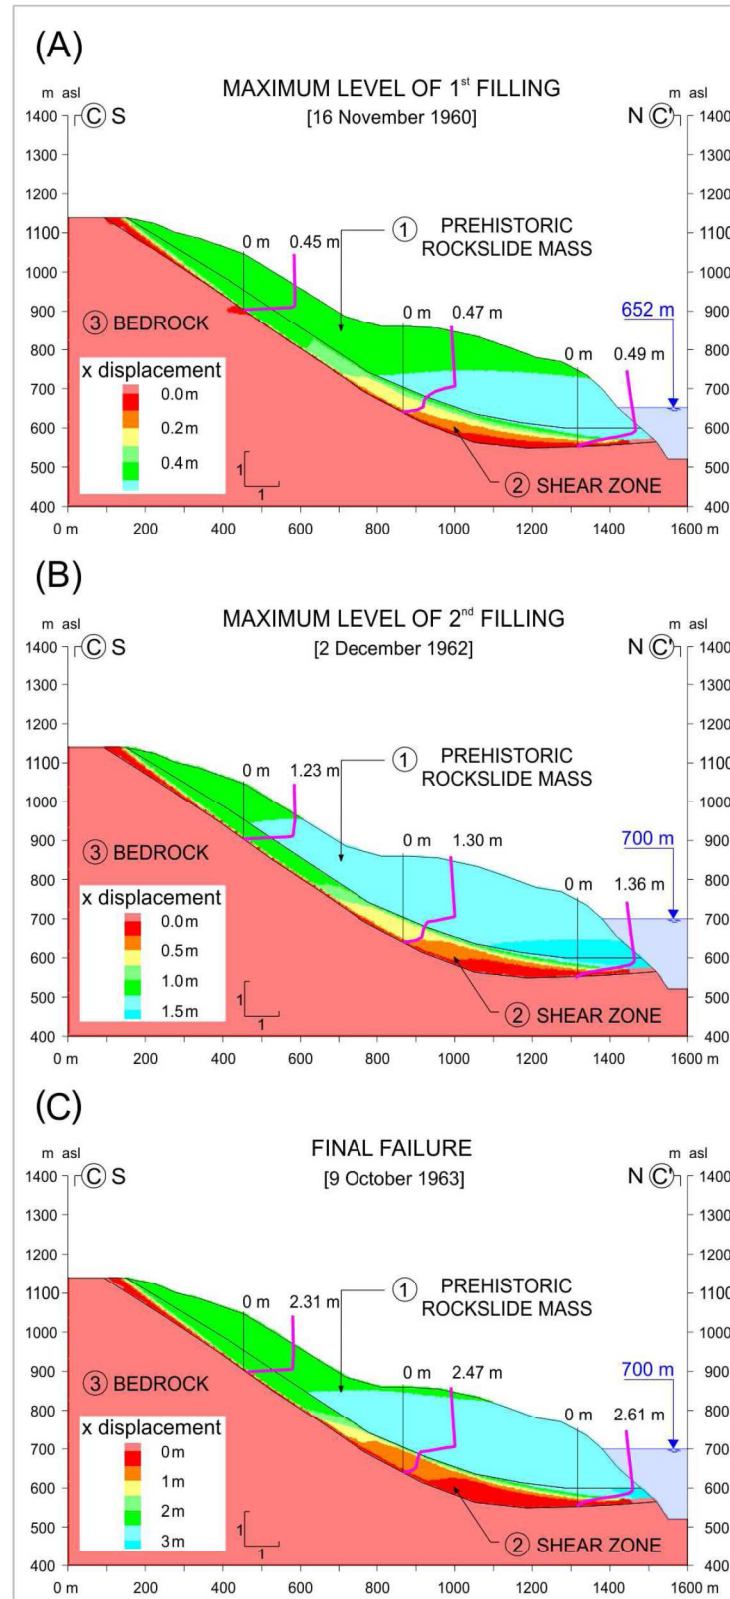 (A)
MAXIMUM LEVEL OF 1st FILLING
[16 November 1960]
m asl
C S
N C'
m asl
1400
1300
1200
1100
1000
900
800
700
600
500
400
0 m 200 400 600 800 1000 1200 1400 1600 m
1400
1300
1200
1100
1000
900
800
700
600
500
400
0 m 0.45 m
1 PREHISTORIC
ROCKSLIDE MASS
0 m 0.47 m
652 m
0 m 0.49 m
3 BEDROCK
x displacement
0.0m
0.2m
0.4m
1
1
2 SHEAR ZONE
(B)
MAXIMUM LEVEL OF 2nd FILLING
[2 December 1962]
m asl
C S
N C'
m asl
1400
1300
1200
1100
1000
900
800
700
600
500
400
0 m 200 400 600 800 1000 1200 1400 1600 m
1400
1300
1200
1100
1000
900
800
700
600
500
400
0 m 1.23 m
1 PREHISTORIC
ROCKSLIDE MASS
0 m 1.30 m
700 m
0 m 1.36 m
3 BEDROCK
x displacement
0.0m
0.5m
1.0m
1.5m
1
1
2 SHEAR ZONE
(C)
FINAL FAILURE
[9 October 1963]
m asl
C S
N C'
m asl
1400
1300
1200
1100
1000
900
800
700
600
500
400
0 m 200 400 600 800 1000 1200 1400 1600 m
1400
1300
1200
1100
1000
900
800
700
600
500
400
0 m 2.31 m
1 PREHISTORIC
ROCKSLIDE MASS
0 m 2.47 m
700 m
0 m 2.61 m
3 BEDROCK
x displacement
0m
1m
2m
3m
1
1
2 SHEAR ZONE